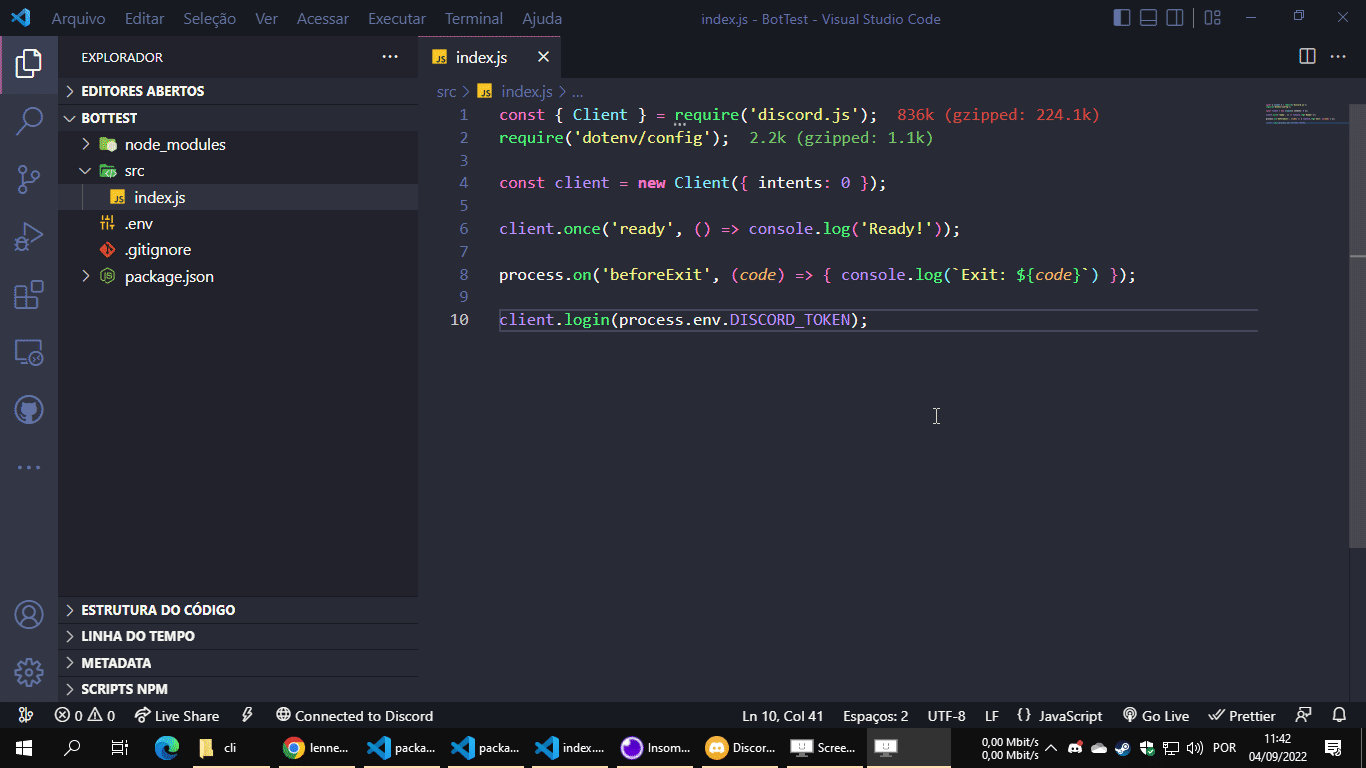 Arquivo Editar Seleção Ver Acessar Executar Terminal Ajuda index.js - BotTest - Visual Studio Code
EXPLORADOR
JS index.js
EDITORES ABERTOS
src JS index.js ...
BOTTEST
node_modules
src
JS index.js
.env
.gitignore
package.json
1 const { Client } = require('discord.js'); 836k (gzipped: 224.1k)
2 require('dotenv/config'); 2.2k (gzipped: 1.1k)
3
4 const client = new Client({ intents: 0 });
5
6 client.once('ready', () => console.log('Ready!'));
7
8 process.on('beforeExit', (code) => { console.log(`Exit: ${code}`) });
9
10 client.login(process.env.DISCORD_TOKEN);
ESTRUTURA DO CÓDIGO
LINHA DO TEMPO
METADATA
SCRIPTS NPM
0 0 Live Share Connected to Discord Ln 10, Col 41 Espaços: 2 UTF-8 LF {} JavaScript Go Live Prettier
cli lenne... packa... packa... index.... Insom... Discor... Scree... 0,00 Mbit/s POR 11:42
0,00 Mbit/s 04/09/2022